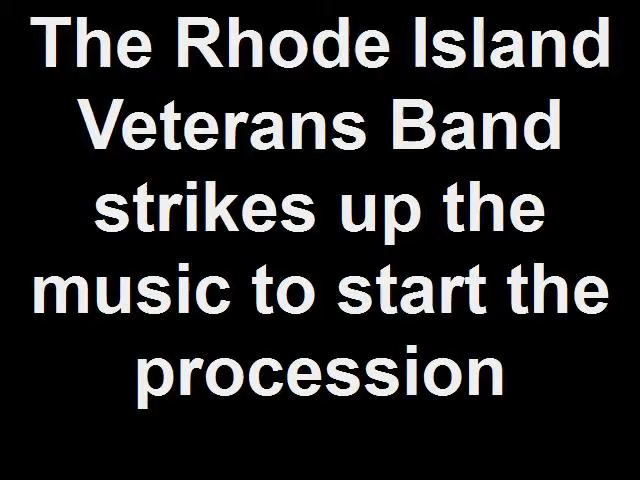 The Rhode Island
Veterans Band
strikes up the
music to start the
procession